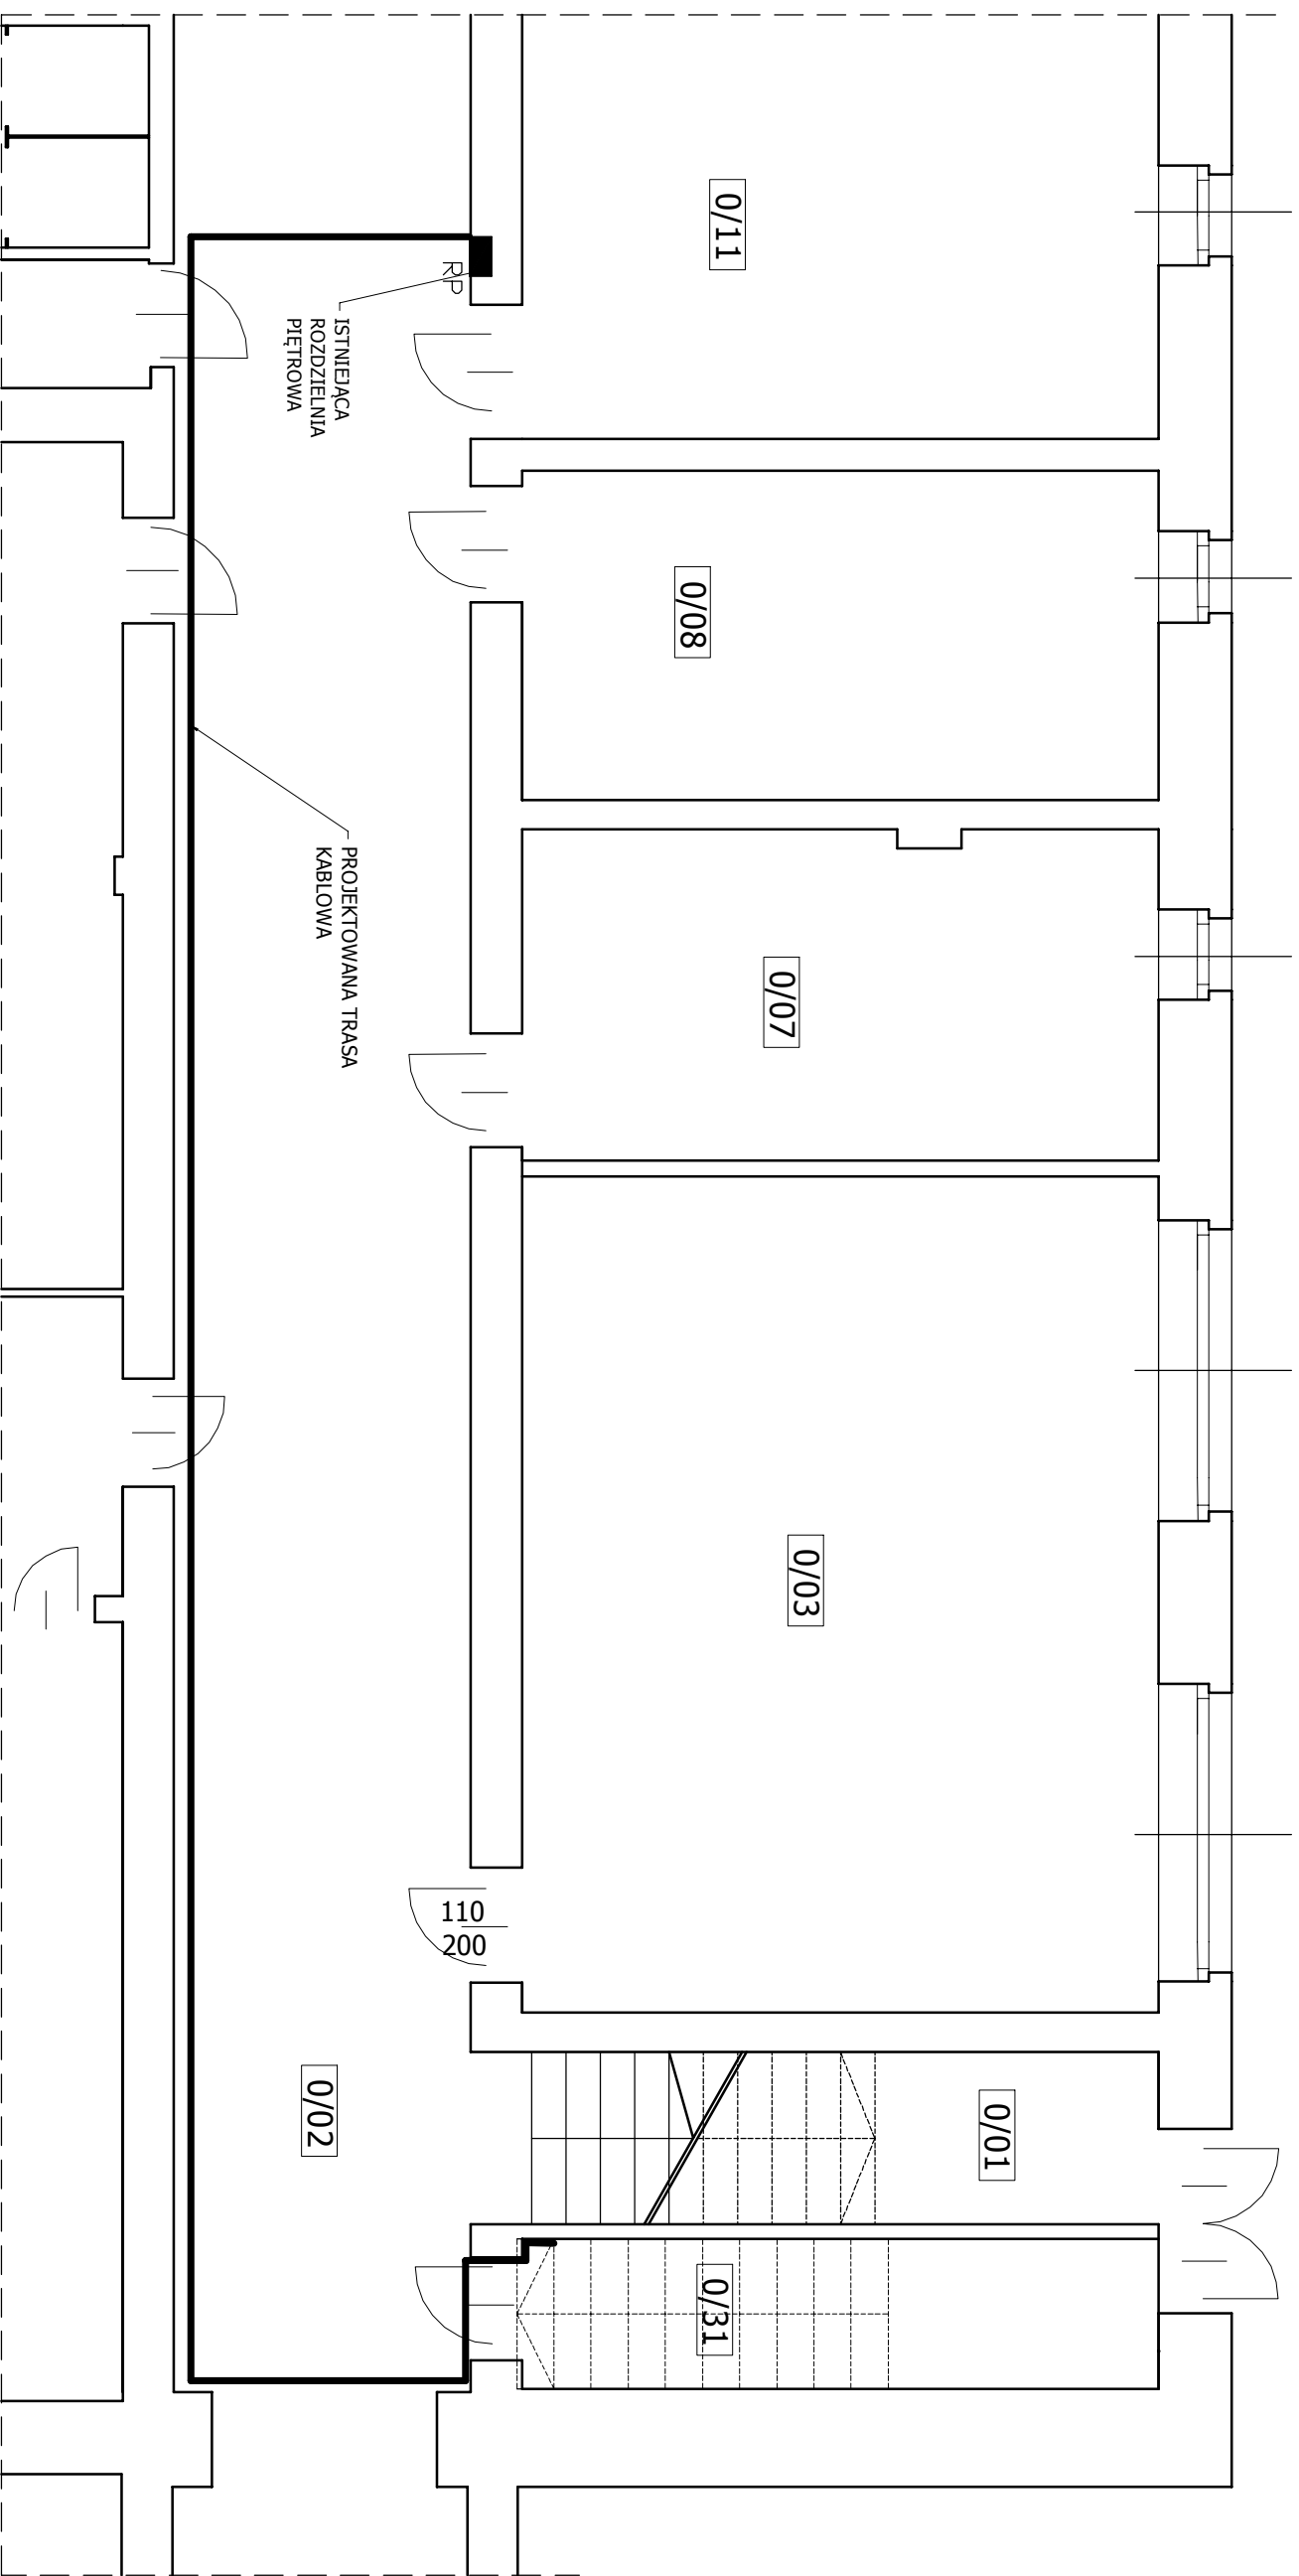 0/11
RP
ISTNIEJĄCA
ROZDZIELNIA
PIĘTROWA
0/08
PROJEKTOWANA TRASA
KABLOWA
0/07
0/03
110
200
0/02
0/01
0/31